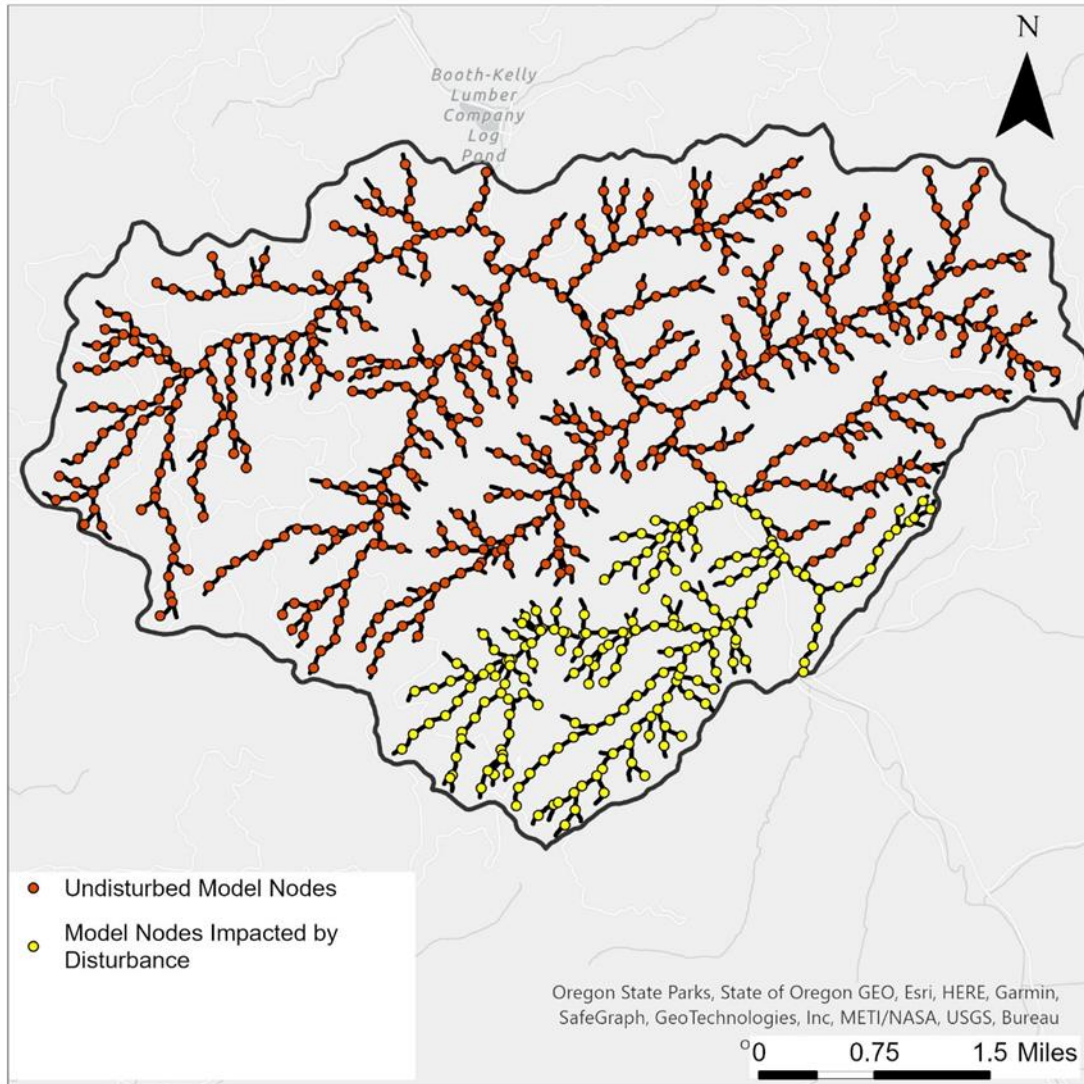 N
Booth-Kelly
Lumber
Company
Log
Pond
Undisturbed Model Nodes
Model Nodes Impacted by
Disturbance
Oregon State Parks, State of Oregon GEO, Esri, HERE, Garmin,
SafeGraph, GeoTechnologies, Inc, METI/NASA, USGS, Bureau
0 0.75 1.5 Miles